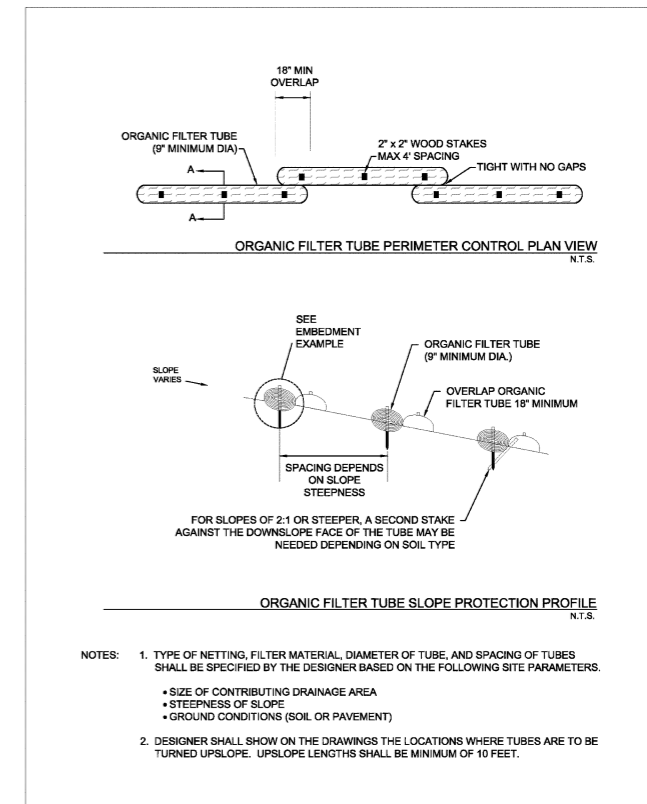 18" MIN
OVERLAP
ORGANIC FILTER TUBE
(9" MINIMUM DIA)
2" x 2" WOOD STAKES
MAX 4' SPACING
TIGHT WITH NO GAPS
A
A
ORGANIC FILTER TUBE PERIMETER CONTROL PLAN VIEW
N.T.S.
SEE
EMBEDMENT
EXAMPLE
ORGANIC FILTER TUBE
(9" MINIMUM DIA.)
SLOPE
VARIES
OVERLAP ORGANIC
FILTER TUBE 18" MINIMUM
SPACING DEPENDS
ON SLOPE
STEEPNESS
FOR SLOPES OF 2:1 OR STEEPER, A SECOND STAKE
AGAINST THE DOWNSLOPE FACE OF THE TUBE MAY BE
NEEDED DEPENDING ON SOIL TYPE
ORGANIC FILTER TUBE SLOPE PROTECTION PROFILE
N.T.S.
NOTES: 1. TYPE OF NETTING, FILTER MATERIAL, DIAMETER OF TUBE, AND SPACING OF TUBES
SHALL BE SPECIFIED BY THE DESIGNER BASED ON THE FOLLOWING SITE PARAMETERS.
• SIZE OF CONTRIBUTING DRAINAGE AREA
• STEEPNESS OF SLOPE
• GROUND CONDITIONS (SOIL OR PAVEMENT)
2. DESIGNER SHALL SHOW ON THE DRAWINGS THE LOCATIONS WHERE TUBES ARE TO BE
TURNED UPSLOPE. UPSLOPE LENGTHS SHALL BE MINIMUM OF 10 FEET.